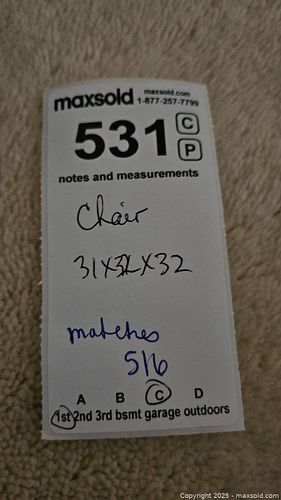 maxsold maxsold.com
1-877-257-7799
531 C
P
notes and measurements
Chair
31x32x32
matches
516
A B C D
1st 2nd 3rd bsmt garage outdoors
Copyright 2025 - maxsold.com